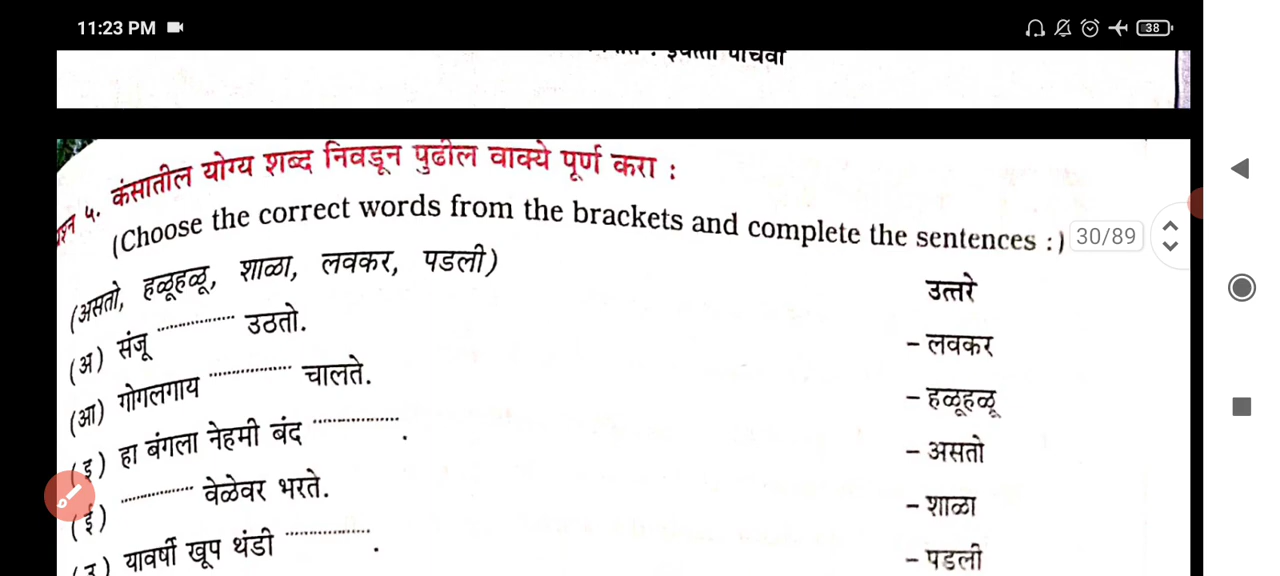 11:23 PM
38
: इयत्ता पाचवी
प्रश्न ५. कंसातील योग्य शब्द निवडून पुढील वाक्ये पूर्ण करा :
(Choose the correct words from the brackets and complete the sentences :)
30/89
(असतो, हळूहळू, शाळा, लवकर, पडली)
उत्तरे
(अ) संजू ................ उठतो.
– लवकर
(आ) गोगलगाय ................ चालते.
– हळूहळू
(इ) हा बंगला नेहमी बंद ................ .
– असतो
(ई) ................ वेळेवर भरते.
– शाळा
(उ) यावर्षी खूप थंडी ................ .
– पडली